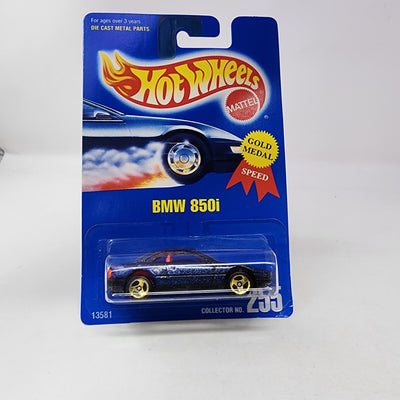 For ages over 3 years
DIE CAST METAL PARTS
Hot Wheels
MATTEL
®
GOLD
MEDAL
SPEED
BMW 850i
13581
COLLECTOR NO. 255